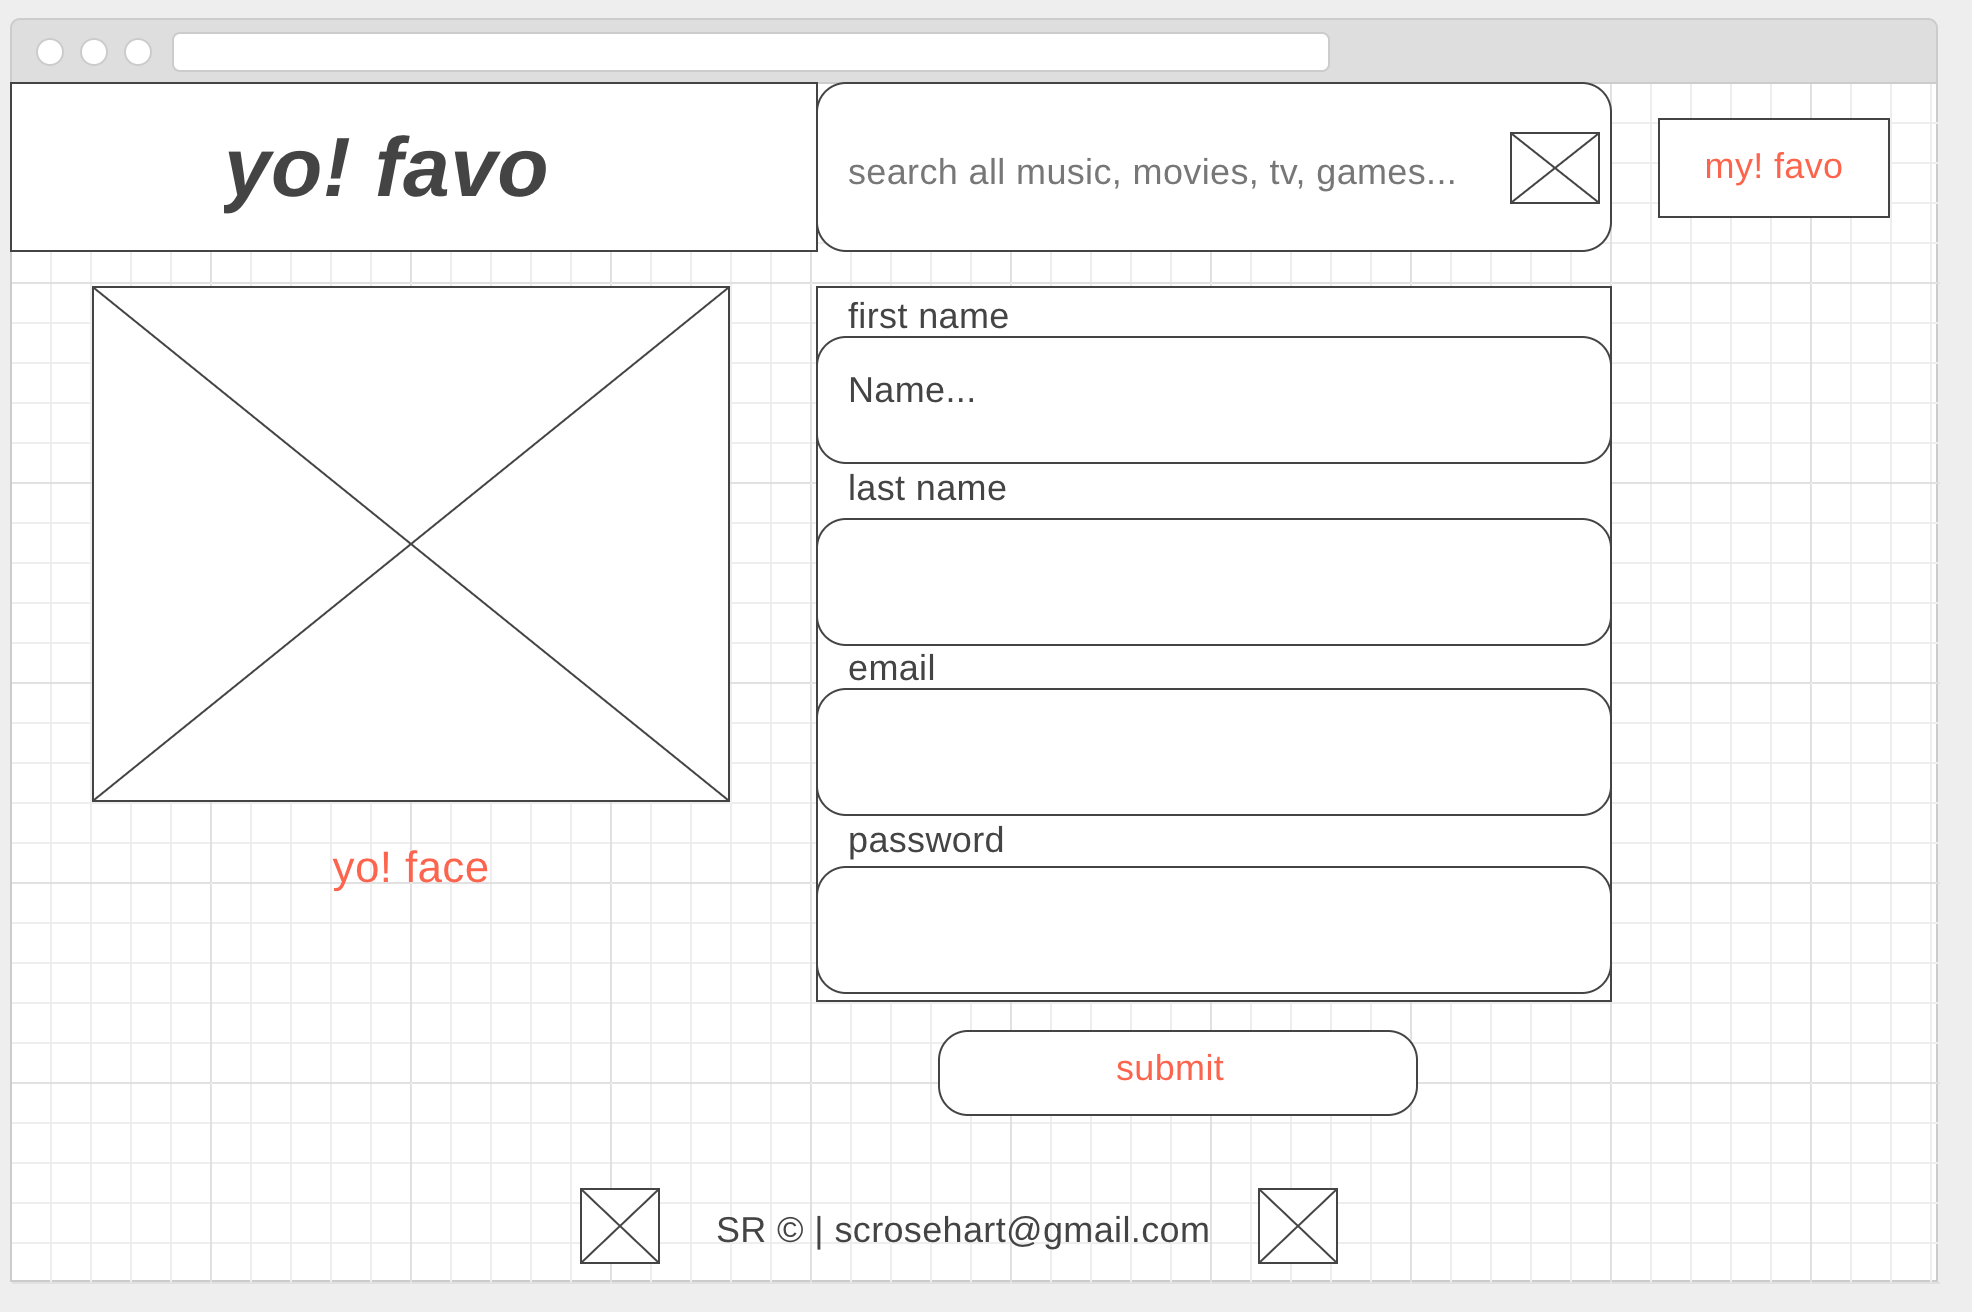 yo! favo
search all music, movies, tv, games...
my! favo
first name
Name...
last name
email
password
yo! face
submit
SR © | scrosehart@gmail.com